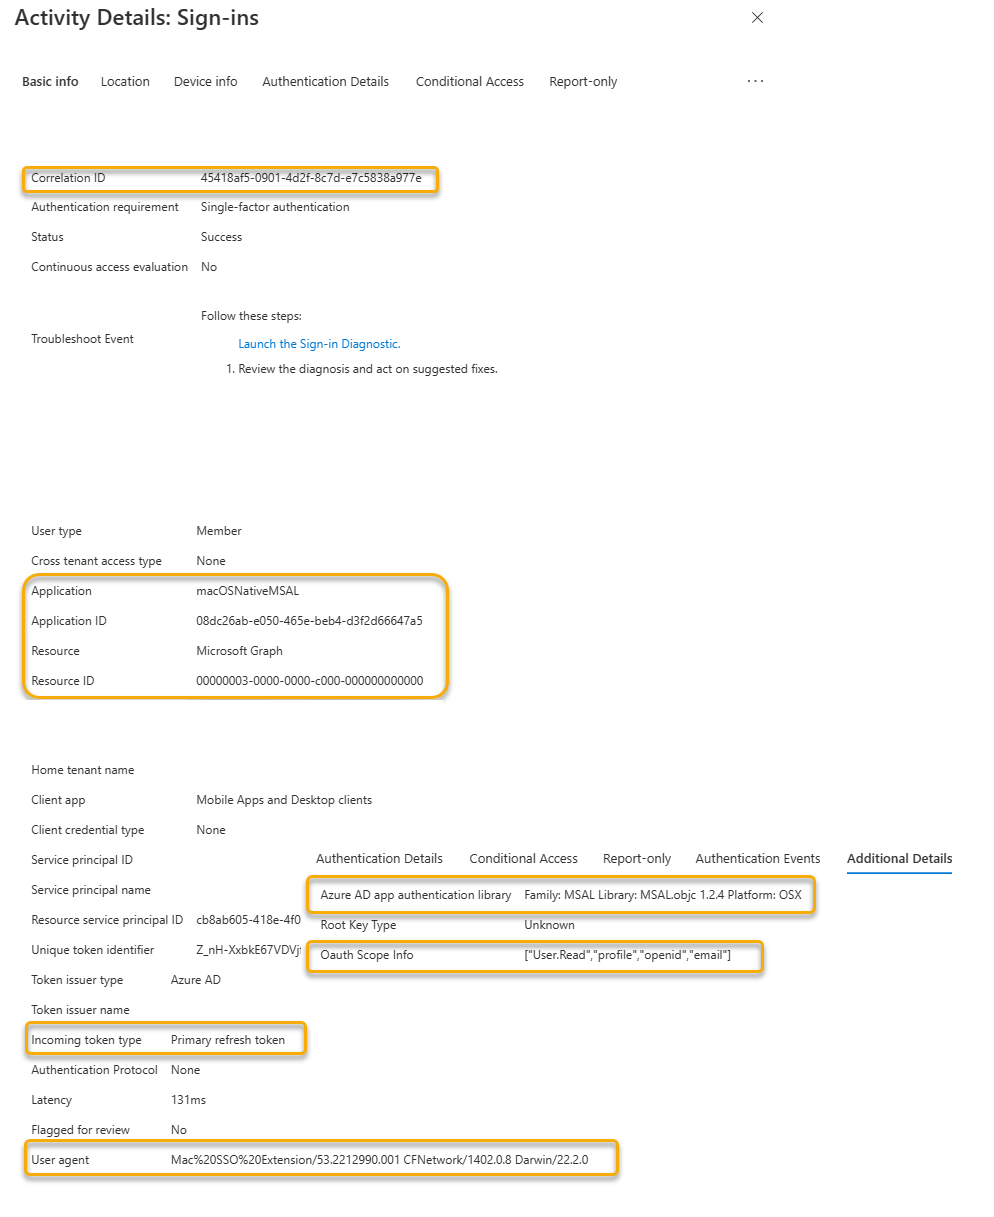 Activity Details: Sign-ins
Basic info Location Device info Authentication Details Conditional Access Report-only ...
Correlation ID 45418af5-0901-4d2f-8c7d-e7c5838a977e
Authentication requirement Single-factor authentication
Status Success
Continuous access evaluation No
Follow these steps:
Troubleshoot Event
Launch the Sign-in Diagnostic.
1. Review the diagnosis and act on suggested fixes.
User type Member
Cross tenant access type None
Application macOSNativeMSAL
Application ID 08dc26ab-e050-465e-beb4-d3f2d66647a5
Resource Microsoft Graph
Resource ID 00000003-0000-0000-c000-000000000000
Home tenant name
Client app Mobile Apps and Desktop clients
Client credential type None
Service principal ID
Service principal name
Resource service principal ID cb8ab605-418e-4f0
Unique token identifier Z_nH-XxbkE67VDVj
Token issuer type Azure AD
Token issuer name
Incoming token type Primary refresh token
Authentication Protocol None
Latency 131ms
Flagged for review No
User agent Mac%20SSO%20Extension/53.2212990.001 CFNetwork/1402.0.8 Darwin/22.2.0
Authentication Details Conditional Access Report-only Authentication Events Additional Details
Azure AD app authentication library Family: MSAL Library: MSAL.objc 1.2.4 Platform: OSX
Root Key Type Unknown
Oauth Scope Info ["User.Read","profile","openid","email"]